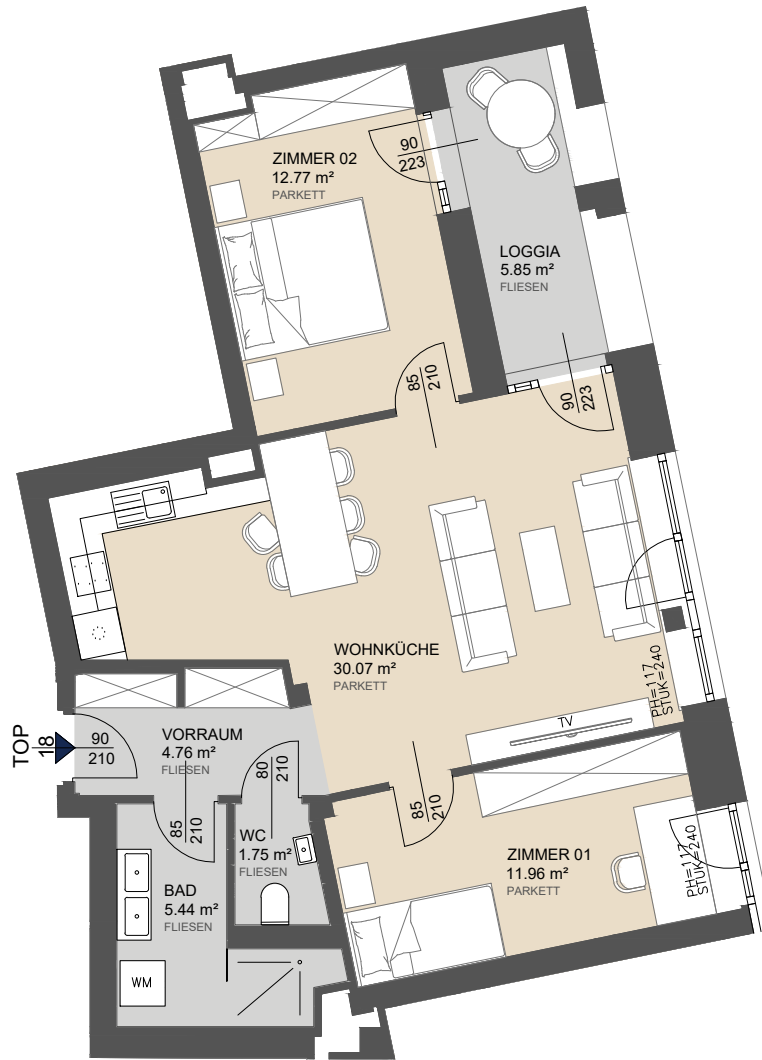 ZIMMER 02
12.77 m²
PARKETT
90
223
LOGGIA
5.85 m²
FLIESEN
85
210
90
223
WOHNKÜCHE
30.07 m²
PARKETT
PH=117
STUK=240
TV
TOP
18
90
210
VORRAUM
4.76 m²
FLIESEN
80
210
85
210
85
210
WC
1.75 m²
FLIESEN
ZIMMER 01
11.96 m²
PARKETT
PH=117
STUK=240
BAD
5.44 m²
FLIESEN
WM